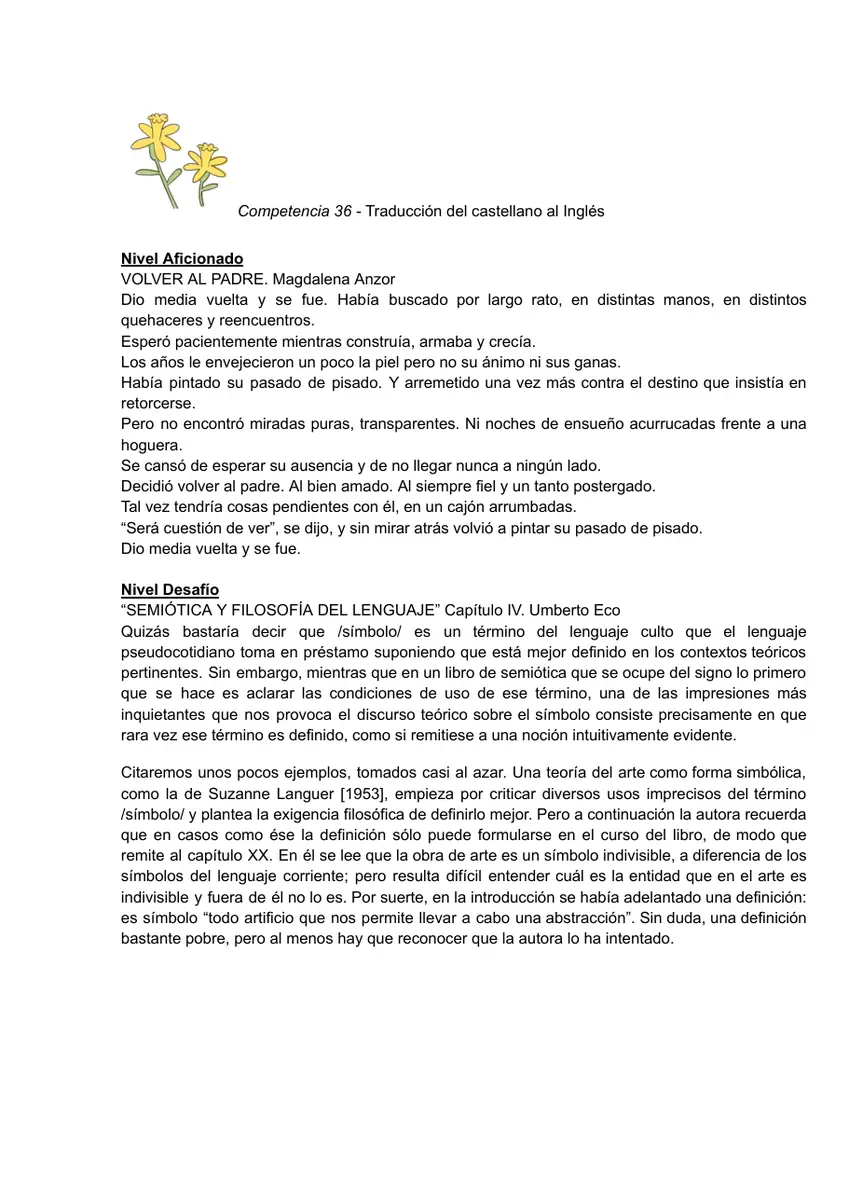 Competencia 36 - Traducción del castellano al Inglés
Nivel Aficionado
VOLVER AL PADRE. Magdalena Anzor
Dio media vuelta y se fue. Había buscado por largo rato, en distintas manos, en distintos
quehaceres y reencuentros.
Esperó pacientemente mientras construía, armaba y crecía.
Los años le envejecieron un poco la piel pero no su ánimo ni sus ganas.
Había pintado su pasado de pisado. Y arremetido una vez más contra el destino que insistía en
retorcerse.
Pero no encontró miradas puras, transparentes. Ni noches de ensueño acurrucadas frente a una
hoguera.
Se cansó de esperar su ausencia y de no llegar nunca a ningún lado.
Decidió volver al padre. Al bien amado. Al siempre fiel y un tanto postergado.
Tal vez tendría cosas pendientes con él, en un cajón arrumbadas.
“Será cuestión de ver”, se dijo, y sin mirar atrás volvió a pintar su pasado de pisado.
Dio media vuelta y se fue.
Nivel Desafío
“SEMIÓTICA Y FILOSOFÍA DEL LENGUAJE” Capítulo IV. Umberto Eco
Quizás bastaría decir que /símbolo/ es un término del lenguaje culto que el lenguaje
pseudocotidiano toma en préstamo suponiendo que está mejor definido en los contextos teóricos
pertinentes. Sin embargo, mientras que en un libro de semiótica que se ocupe del signo lo primero
que se hace es aclarar las condiciones de uso de ese término, una de las impresiones más
inquietantes que nos provoca el discurso teórico sobre el símbolo consiste precisamente en que
rara vez ese término es definido, como si remitiese a una noción intuitivamente evidente.
Citaremos unos pocos ejemplos, tomados casi al azar. Una teoría del arte como forma simbólica,
como la de Suzanne Languer [1953], empieza por criticar diversos usos imprecisos del término
/símbolo/ y plantea la exigencia filosófica de definirlo mejor. Pero a continuación la autora recuerda
que en casos como ése la definición sólo puede formularse en el curso del libro, de modo que
remite al capítulo XX. En él se lee que la obra de arte es un símbolo indivisible, a diferencia de los
símbolos del lenguaje corriente; pero resulta difícil entender cuál es la entidad que en el arte es
indivisible y fuera de él no lo es. Por suerte, en la introducción se había adelantado una definición:
es símbolo “todo artificio que nos permite llevar a cabo una abstracción”. Sin duda, una definición
bastante pobre, pero al menos hay que reconocer que la autora lo ha intentado.